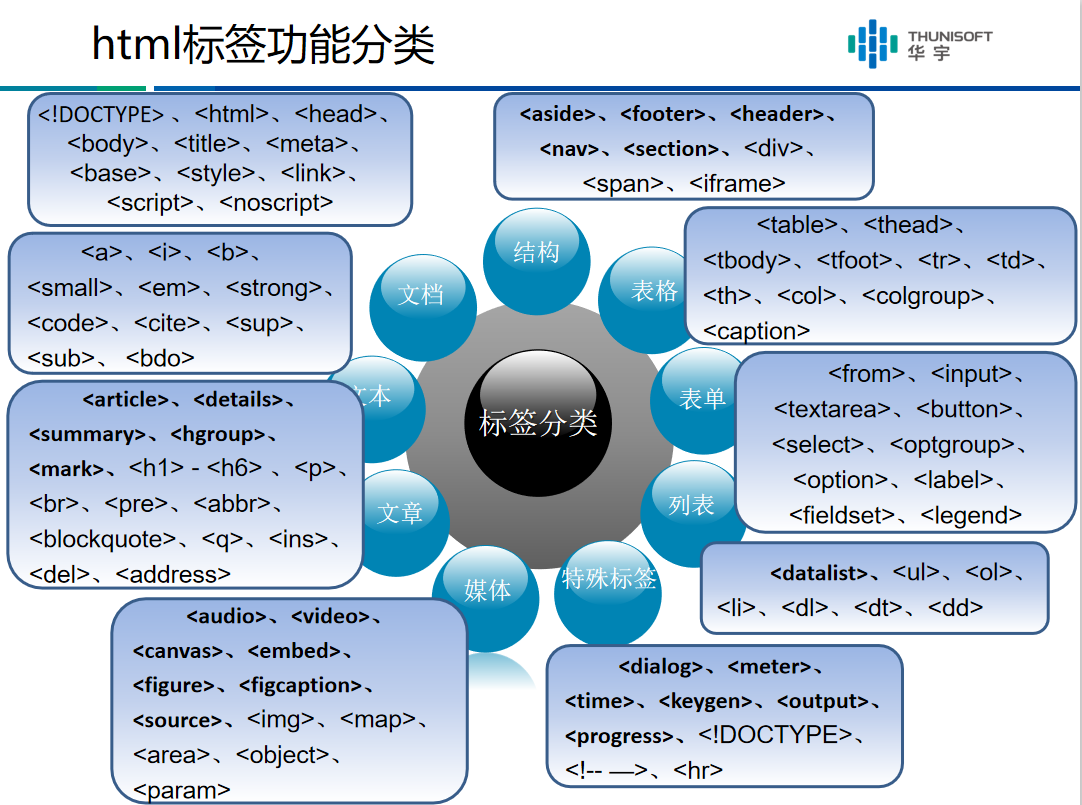 html标签功能分类
THUNISOFT
华宇
<!DOCTYPE> 、<html>、<head>、
<body>、<title>、<meta>、
<base>、<style>、<link>、
<script>、<noscript>
<aside>、<footer>、<header>、
<nav>、<section>、<div>、
<span>、<iframe>
<a>、<i>、<b>、
<small>、<em>、<strong>、
<code>、<cite>、<sup>、
<sub>、 <bdo>
<table>、<thead>、
<tbody>、<tfoot>、<tr>、<td>、
<th>、<col>、<colgroup>、
<caption>
结构
文档
表格
文本
表单
标签分类
文章
列表
媒体
特殊标签
<article>、<details>、
<summary>、<hgroup>、
<mark>、<h1> - <h6> 、<p>、
<br>、<pre>、<abbr>、
<blockquote>、<q>、<ins>、
<del>、<address>
<from>、<input>、
<textarea>、<button>、
<select>、<optgroup>、
<option>、<label>、
<fieldset>、<legend>
<datalist>、<ul>、<ol>、
<li>、<dl>、<dt>、<dd>
<audio>、<video>、
<canvas>、<embed>、
<figure>、<figcaption>、
<source>、<img>、<map>、
<area>、<object>、
<param>
<dialog>、<meter>、
<time>、<keygen>、<output>、
<progress>、<!DOCTYPE>、
<!-- —>、<hr>